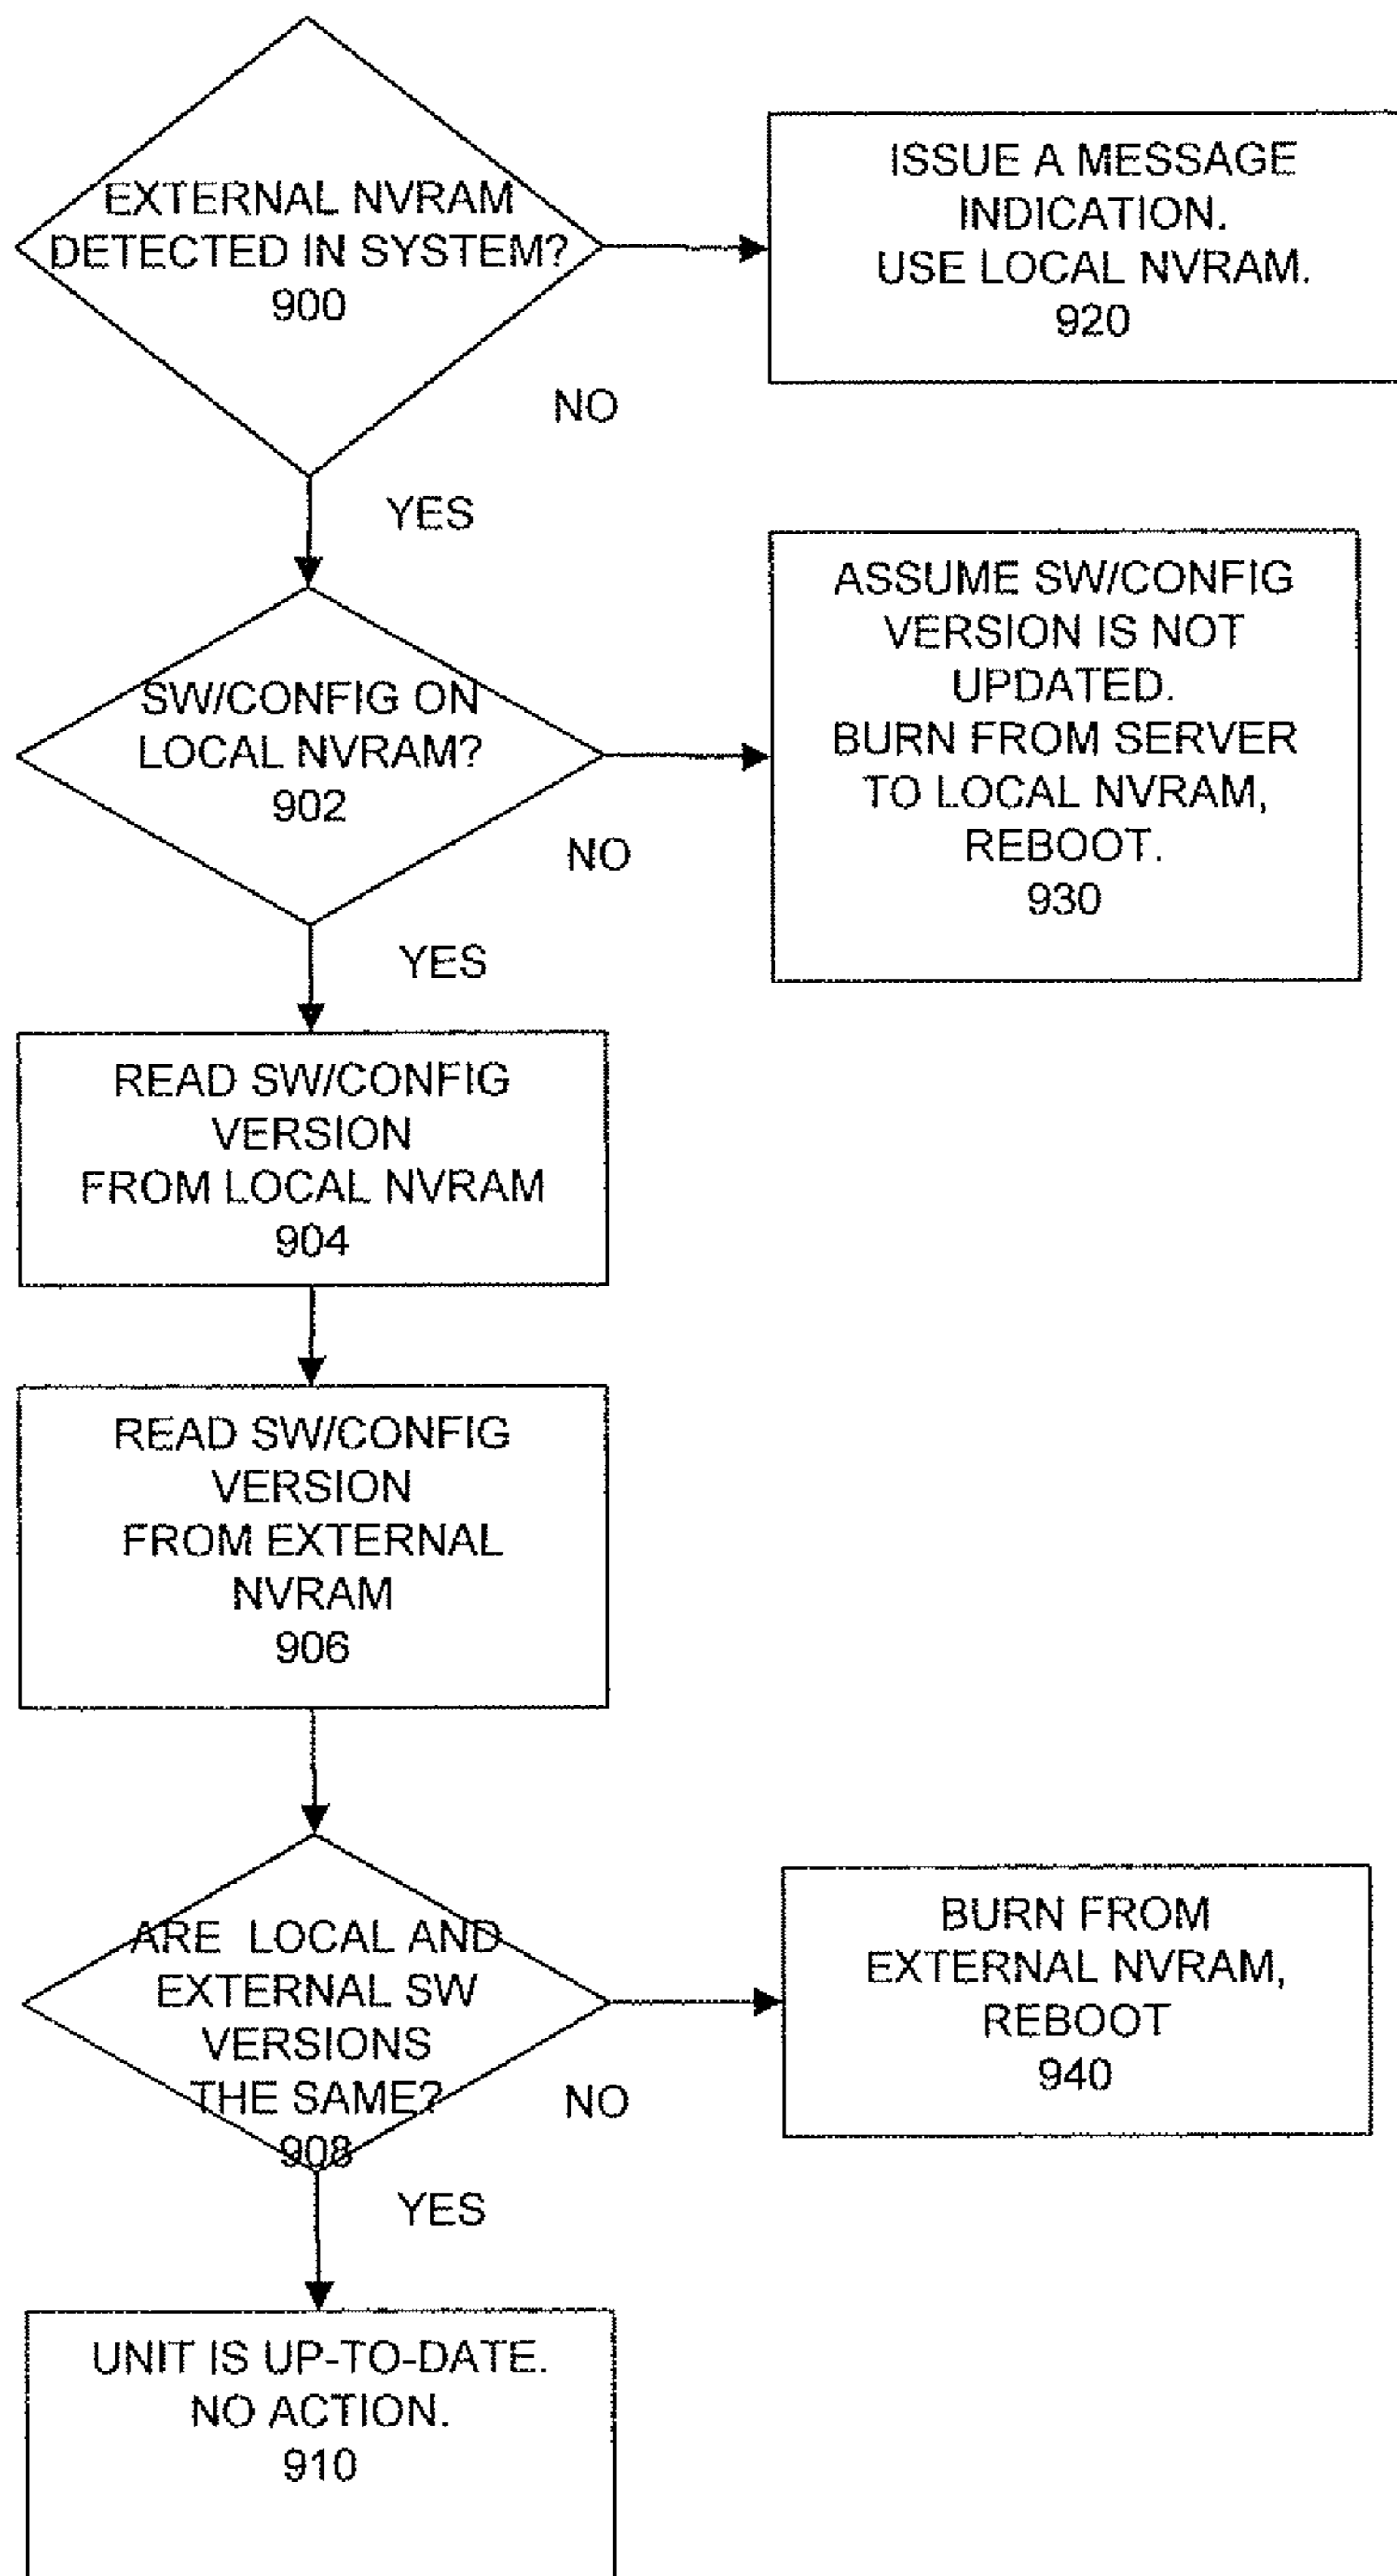 EXTERNAL NVRAM
DETECTED IN SYSTEM?
900
ISSUE A MESSAGE
INDICATION.
USE LOCAL NVRAM.
920
NO
YES
SW/CONFIG ON
LOCAL NVRAM?
902
ASSUME SW/CONFIG
VERSION IS NOT
UPDATED.
BURN FROM SERVER
TO LOCAL NVRAM,
REBOOT.
930
NO
YES
READ SW/CONFIG
VERSION
FROM LOCAL NVRAM
904
READ SW/CONFIG
VERSION
FROM EXTERNAL
NVRAM
906
ARE LOCAL AND
EXTERNAL SW
VERSIONS
THE SAME?
908
BURN FROM
EXTERNAL NVRAM,
REBOOT
940
NO
YES
UNIT IS UP-TO-DATE.
NO ACTION.
910